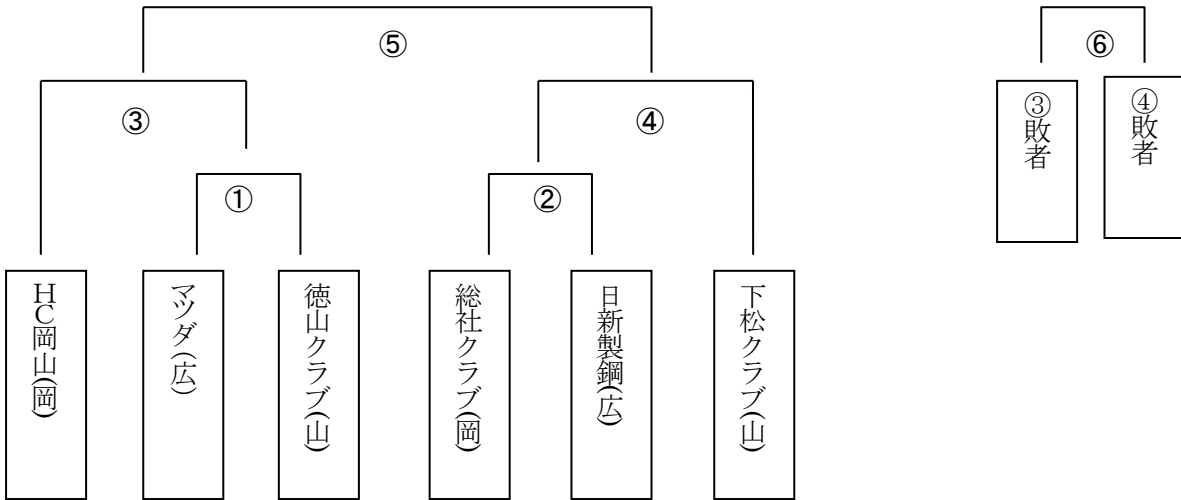 ⑤
⑥
③
④
①
②
③敗者
④敗者
HC岡山(岡)
マツダ(広)
徳山クラブ(山)
総社クラブ(岡)
日新製鋼(広)
下松クラブ(山)